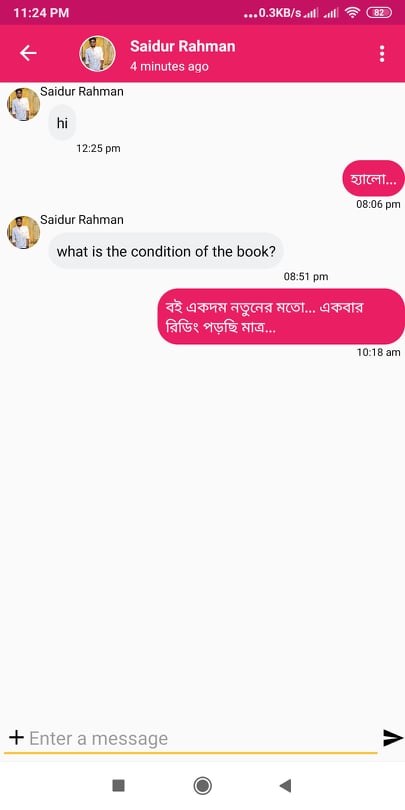 11:24 PM
...0.3KB/s
82
Saidur Rahman
4 minutes ago
Saidur Rahman
hi
12:25 pm
হ্যালো...
08:06 pm
Saidur Rahman
what is the condition of the book?
08:51 pm
বই একদম নতুনের মতো... একবার
রিডিং পড়ছি মাত্র...
10:18 am
Enter a message